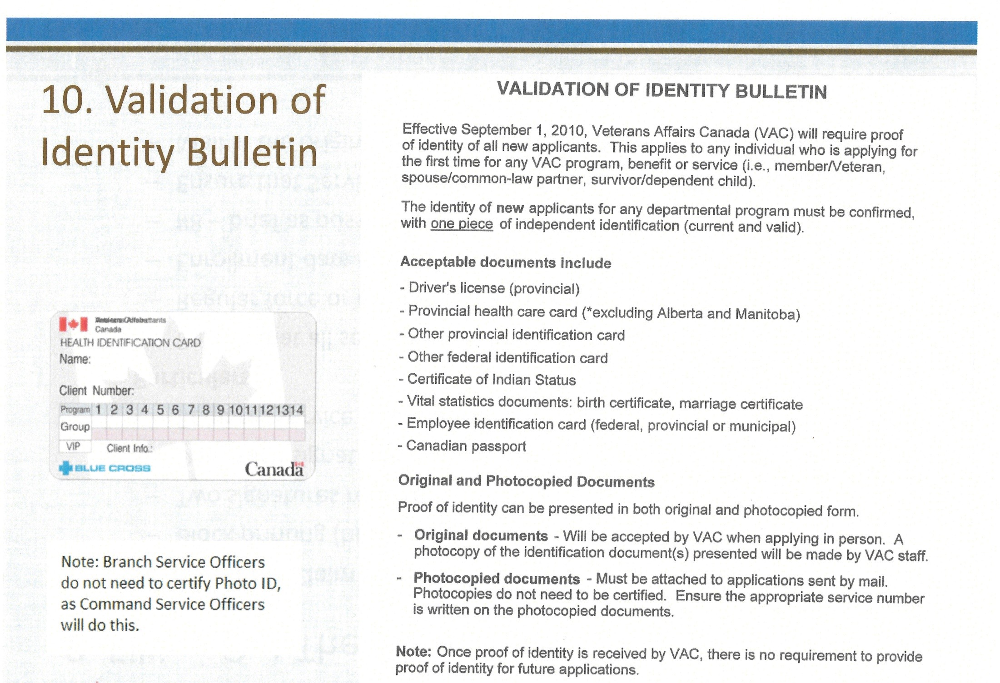 10. Validation of
Identity Bulletin
Canada
HEALTH IDENTIFICATION CARD
Name:
Client Number:
Program 1 2 3 4 5 6 7 8 9 10 11 12 13 14
Group
VIP Client Info.:
BLUE CROSS
Canada
Note: Branch Service Officers
do not need to certify Photo ID,
as Command Service Officers
will do this.
VALIDATION OF IDENTITY BULLETIN
Effective September 1, 2010, Veterans Affairs Canada (VAC) will require proof
of identity of all new applicants. This applies to any individual who is applying for
the first time for any VAC program, benefit or service (i.e., member/Veteran,
spouse/common-law partner, survivor/dependent child).
The identity of new applicants for any departmental program must be confirmed,
with one piece of independent identification (current and valid).
Acceptable documents include
- Driver's license (provincial)
- Provincial health care card (*excluding Alberta and Manitoba)
- Other provincial identification card
- Other federal identification card
- Certificate of Indian Status
- Vital statistics documents: birth certificate, marriage certificate
- Employee identification card (federal, provincial or municipal)
- Canadian passport
Original and Photocopied Documents
Proof of identity can be presented in both original and photocopied form.
- Original documents - Will be accepted by VAC when applying in person. A
photocopy of the identification document(s) presented will be made by VAC staff.
- Photocopied documents - Must be attached to applications sent by mail.
Photocopies do not need to be certified. Ensure the appropriate service number
is written on the photocopied documents.
Note: Once proof of identity is received by VAC, there is no requirement to provide
proof of identity for future applications.